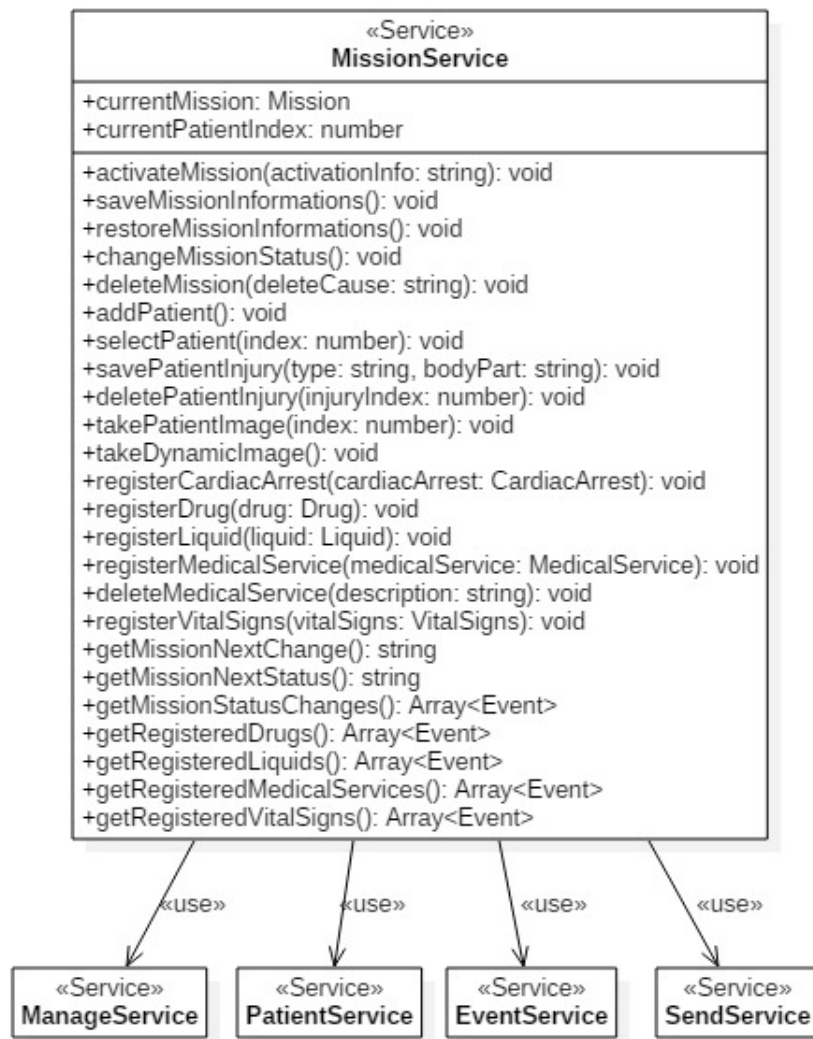 «Service»
MissionService
+currentMission: Mission
+currentPatientIndex: number
+activateMission(activationInfo: string): void
+saveMissionInformations(): void
+restoreMissionInformations(): void
+changeMissionStatus(): void
+deleteMission(deleteCause: string): void
+addPatient(): void
+selectPatient(index: number): void
+savePatientInjury(type: string, bodyPart: string): void
+deletePatientInjury(injuryIndex: number): void
+takePatientImage(index: number): void
+takeDynamicImage(): void
+registerCardiacArrest(cardiacArrest: CardiacArrest): void
+registerDrug(drug: Drug): void
+registerLiquid(liquid: Liquid): void
+registerMedicalService(medicalService: MedicalService): void
+deleteMedicalService(description: string): void
+registerVitalSigns(vitalSigns: VitalSigns): void
+getMissionNextChange(): string
+getMissionNextStatus(): string
+getMissionStatusChanges(): Array<Event>
+getRegisteredDrugs(): Array<Event>
+getRegisteredLiquids(): Array<Event>
+getRegisteredMedicalServices(): Array<Event>
+getRegisteredVitalSigns(): Array<Event>
«use» «use» «use» «use»
«Service» «Service» «Service» «Service»
ManageService PatientService EventService SendService